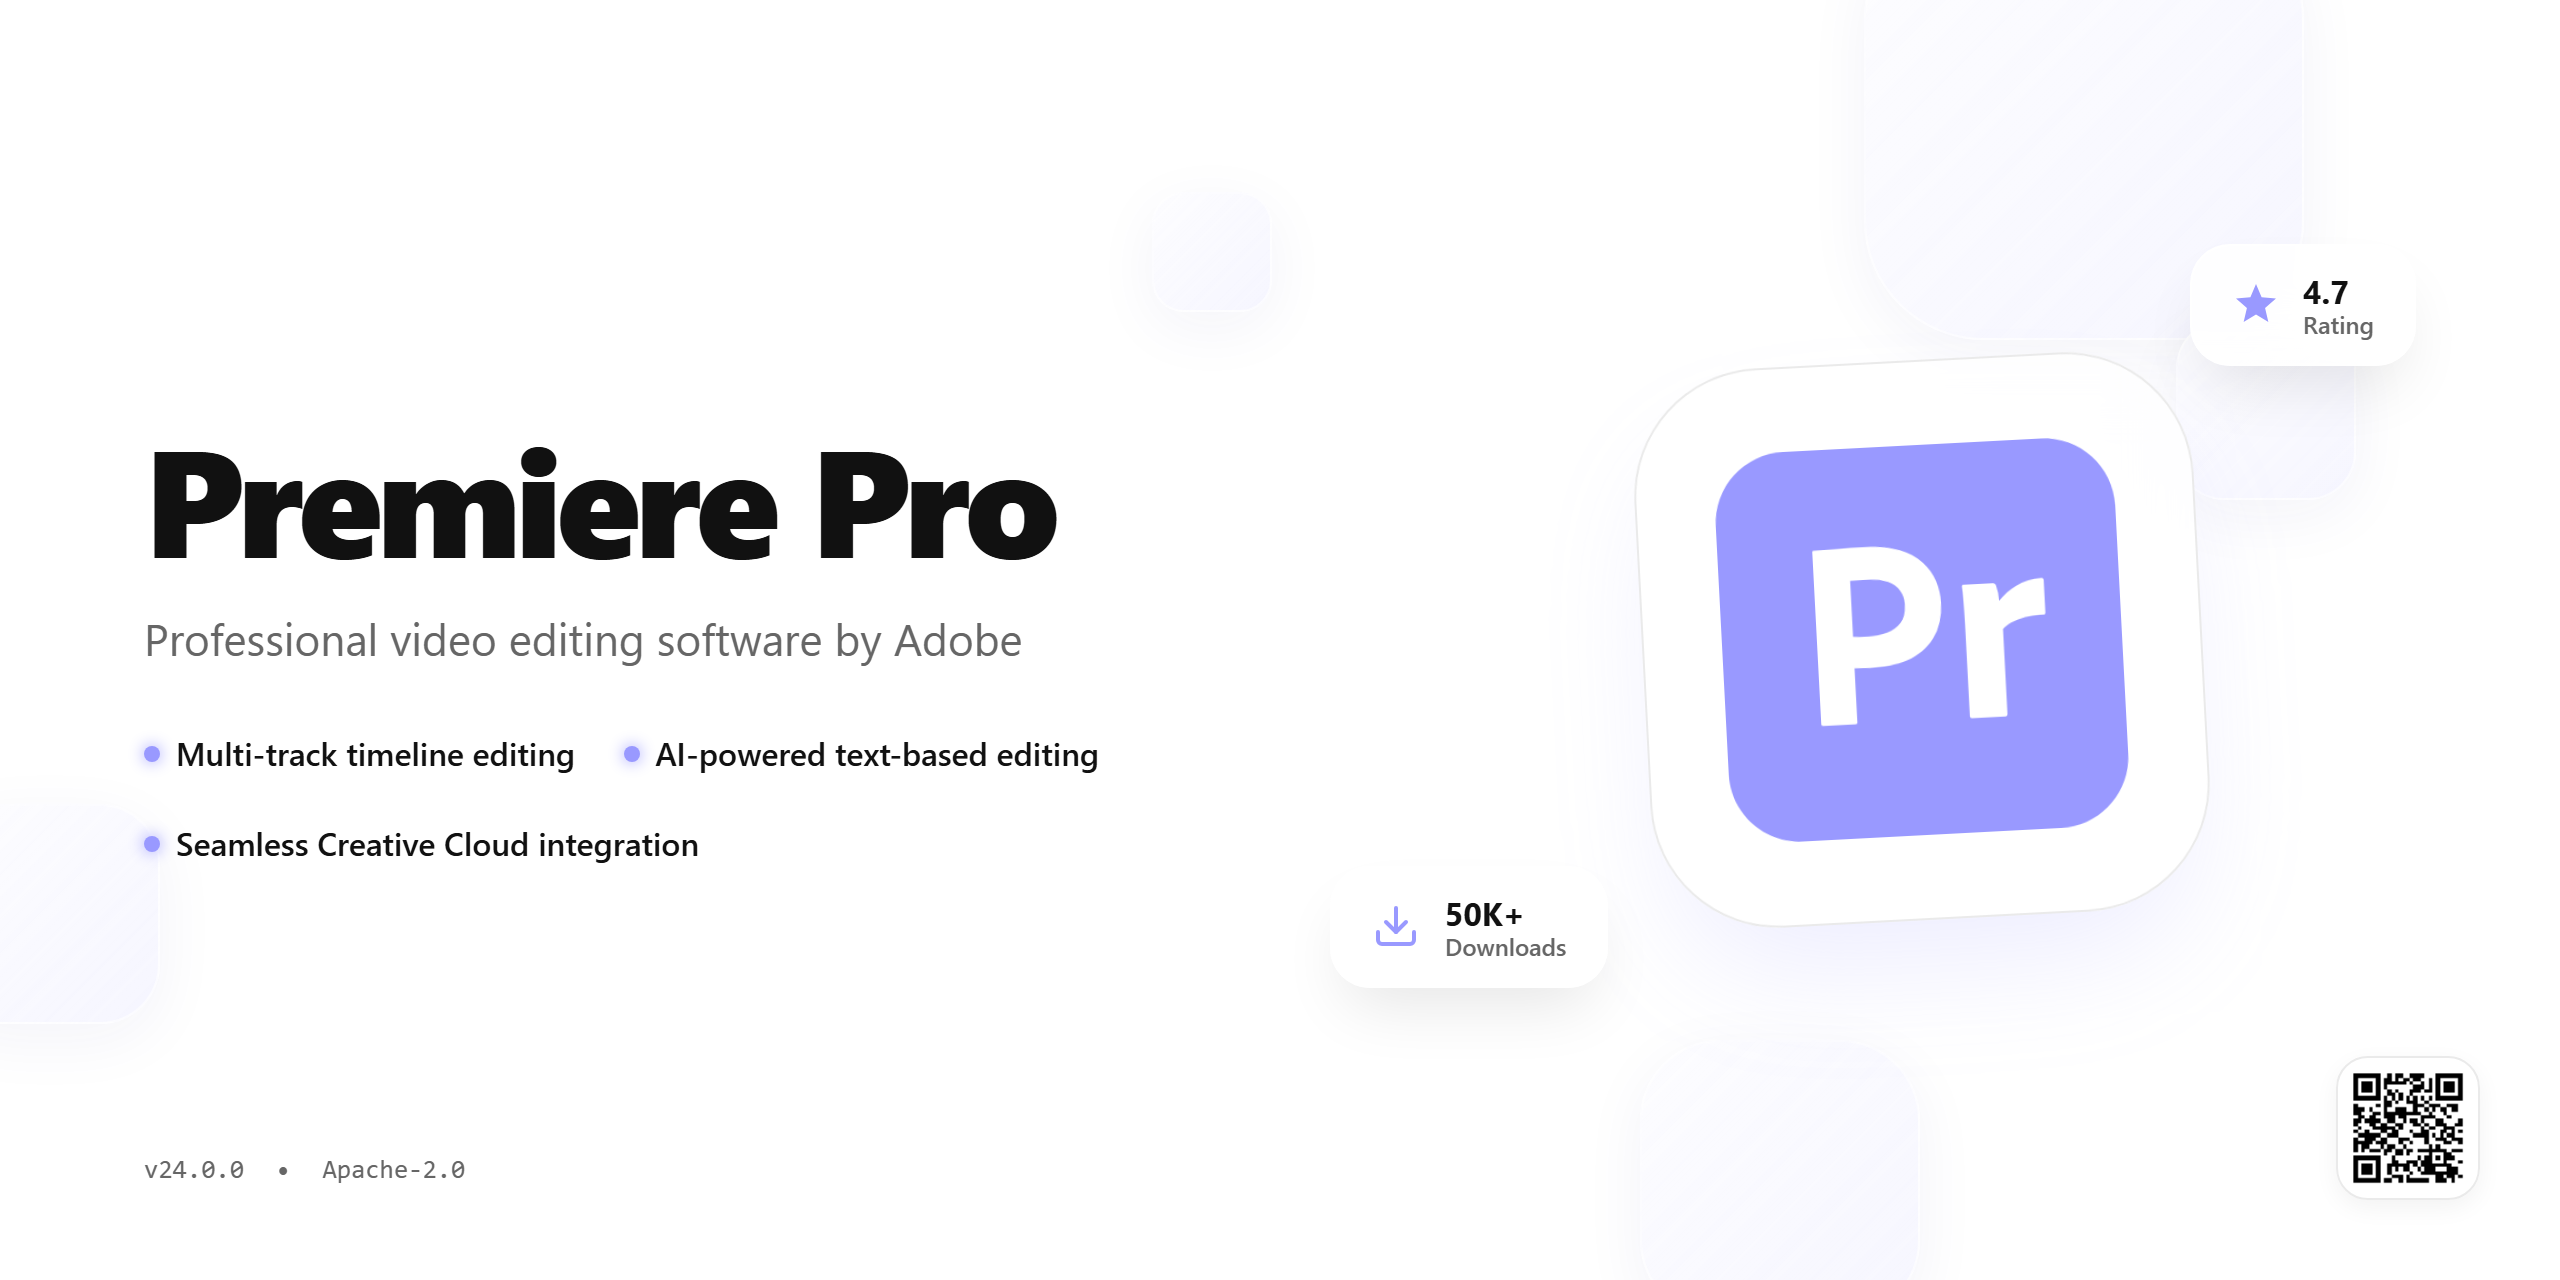 Premiere Pro
Professional video editing software by Adobe
Multi-track timeline editing
AI-powered text-based editing
Seamless Creative Cloud integration
v24.0.0 • Apache-2.0
4.7
Rating
Pr
50K+
Downloads